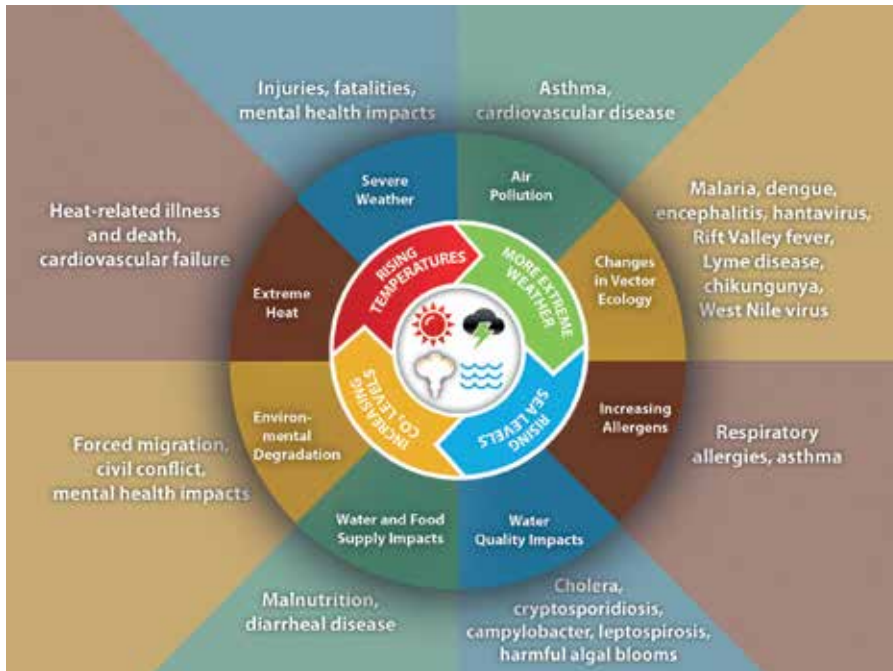 Injuries, fatalities,
mental health impacts
Asthma,
cardiovascular disease
Severe
Weather
Air
Pollution
Heat-related illness
and death,
cardiovascular failure
Malaria, dengue,
encephalitis, hantavirus,
Rift Valley fever,
Lyme disease,
chikungunya,
West Nile virus
Extreme
Heat
Changes
in Vector
Ecology
RISING
TEMPERATURES
MORE EXTREME
WEATHER
RISING
SEA LEVELS
INCREASING
CO₂ LEVELS
Environ-
mental
Degradation
Increasing
Allergens
Forced migration,
civil conflict,
mental health impacts
Respiratory
allergies, asthma
Water and Food
Supply Impacts
Water
Quality Impacts
Malnutrition,
diarrheal disease
Cholera,
cryptosporidiosis,
campylobacter, leptospirosis,
harmful algal blooms